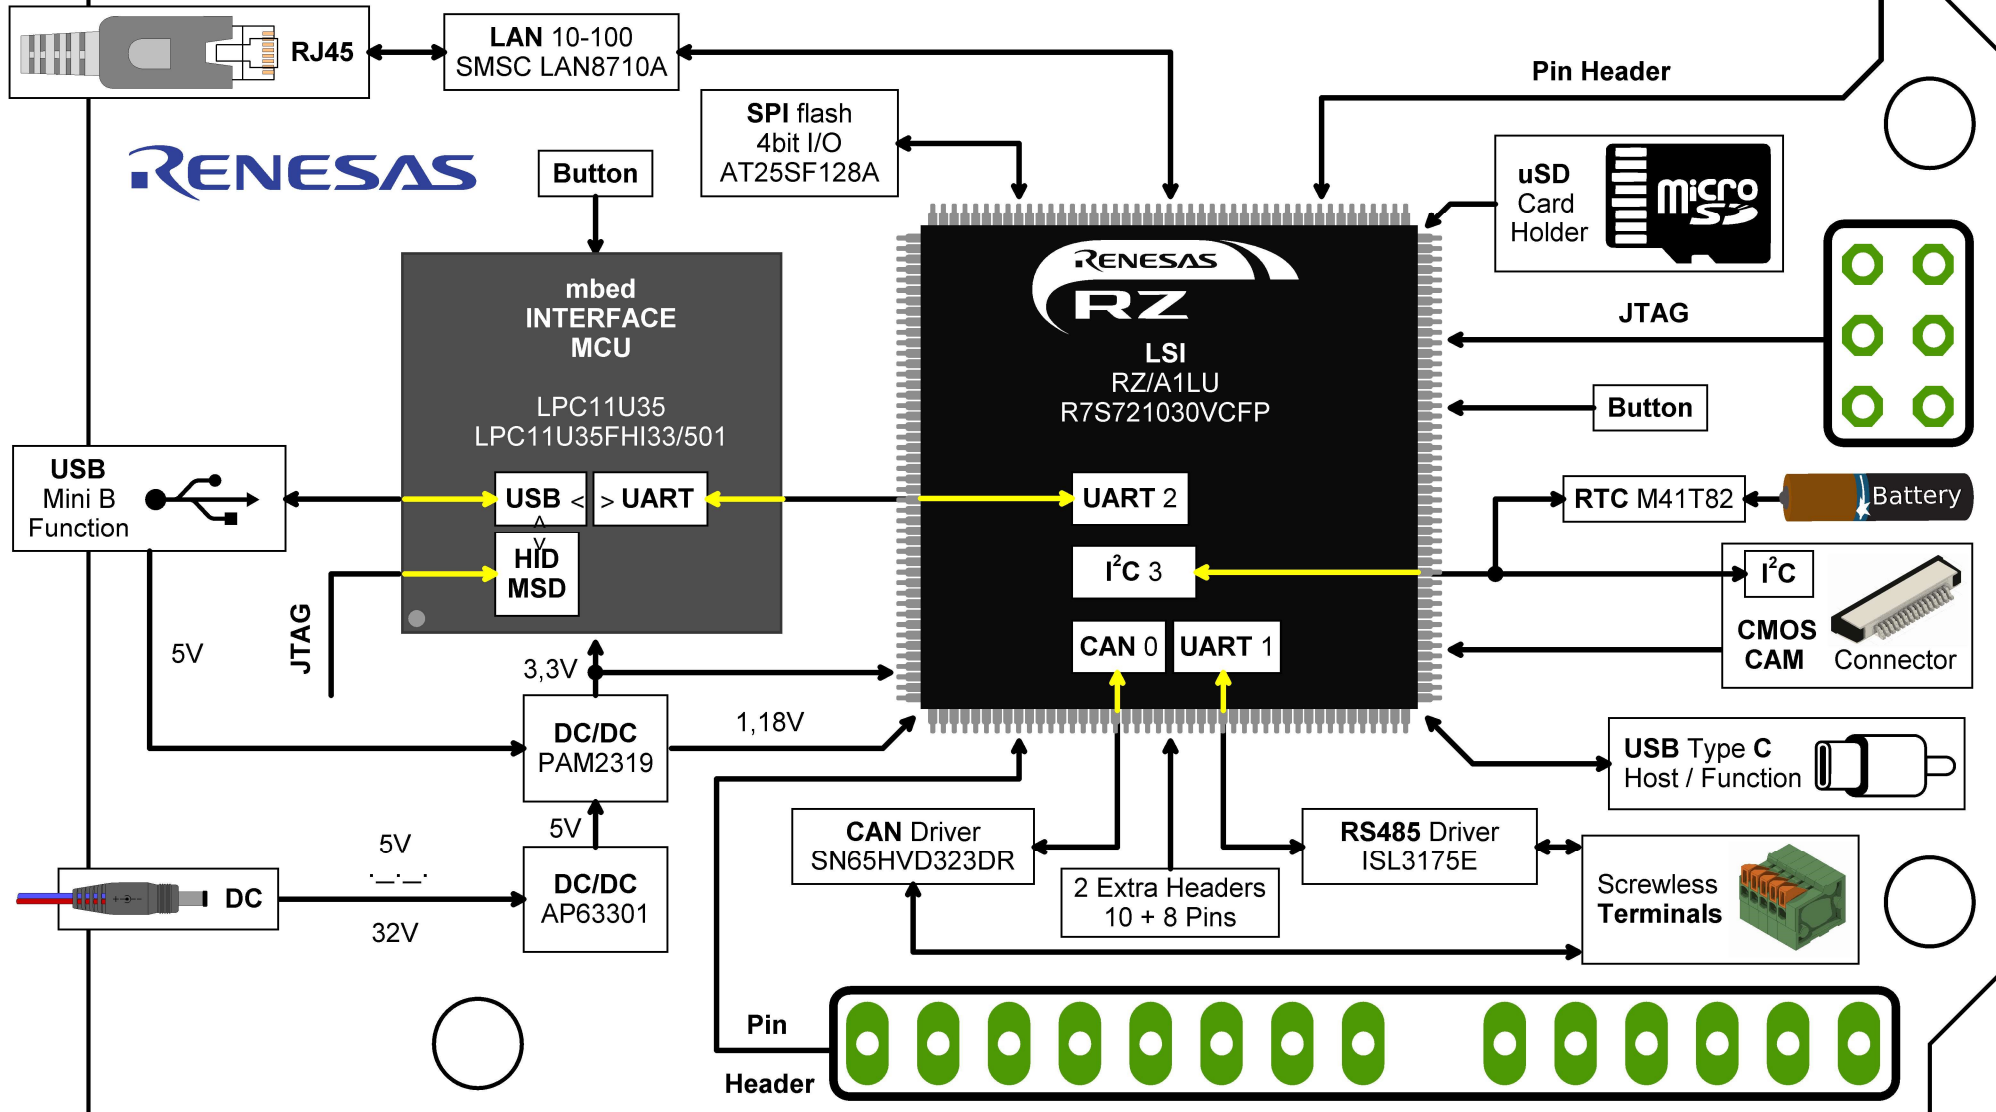 RJ45
LAN 10-100
SMSC LAN8710A
Pin Header
SPI flash
4bit I/O
AT25SF128A
RENESAS
Button
uSD
Card
Holder
micro
SD
mbed
INTERFACE
MCU
LPC11U35
LPC11U35FHI33/501
RENESAS
RZ
LSI
RZ/A1LU
R7S721030VCFP
JTAG
Button
USB
Mini B
Function
USB < > UART
< >
HID
MSD
UART 2
I²C 3
CAN 0
UART 1
RTC M41T82
Battery
I²C
CMOS
CAM
Connector
JTAG
5V
3,3V
1,18V
DC/DC
PAM2319
5V
DC/DC
AP63301
DC
5V
32V
USB Type C
Host / Function
CAN Driver
SN65HVD323DR
2 Extra Headers
10 + 8 Pins
RS485 Driver
ISL3175E
Screwless
Terminals
Pin
Header